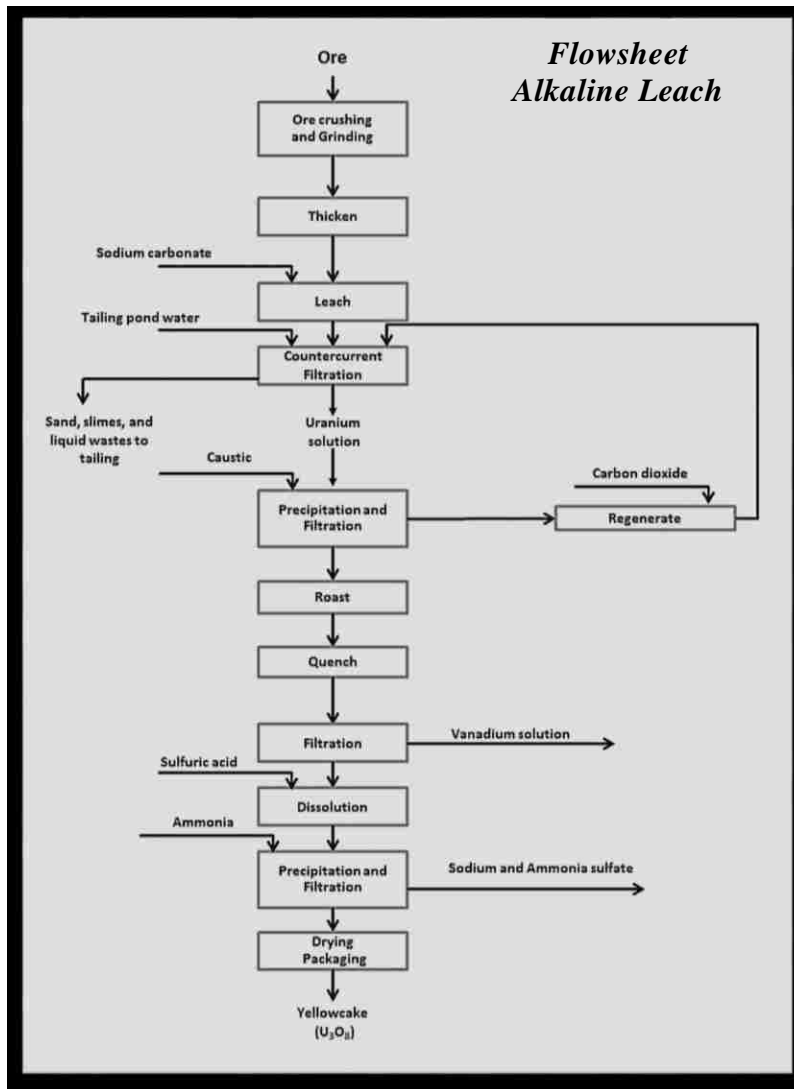 Flowsheet
Alkaline Leach
Ore
Ore crushing
and Grinding
Thicken
Sodium carbonate
Leach
Tailing pond water
Countercurrent
Filtration
Sand, slimes, and
liquid wastes to
tailing
Uranium
solution
Caustic
Carbon dioxide
Precipitation and
Filtration
Regenerate
Roast
Quench
Filtration
Vanadium solution
Sulfuric acid
Dissolution
Ammonia
Precipitation and
Filtration
Sodium and Ammonia sulfate
Drying
Packaging
Yellowcake
(U₃O₈)